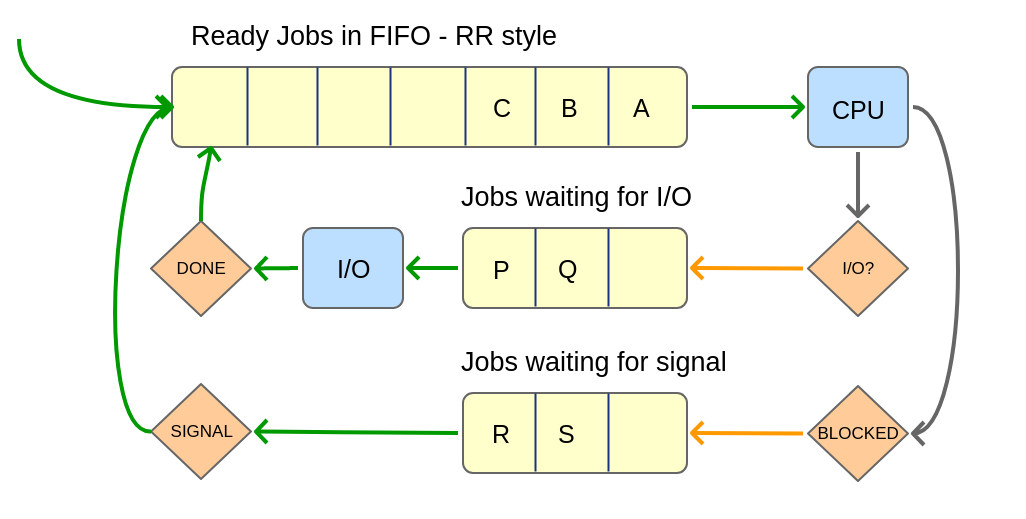 Ready Jobs in FIFO - RR style
C B A
CPU
Jobs waiting for I/O
DONE
I/O
P Q
I/O?
Jobs waiting for signal
SIGNAL
R S
BLOCKED